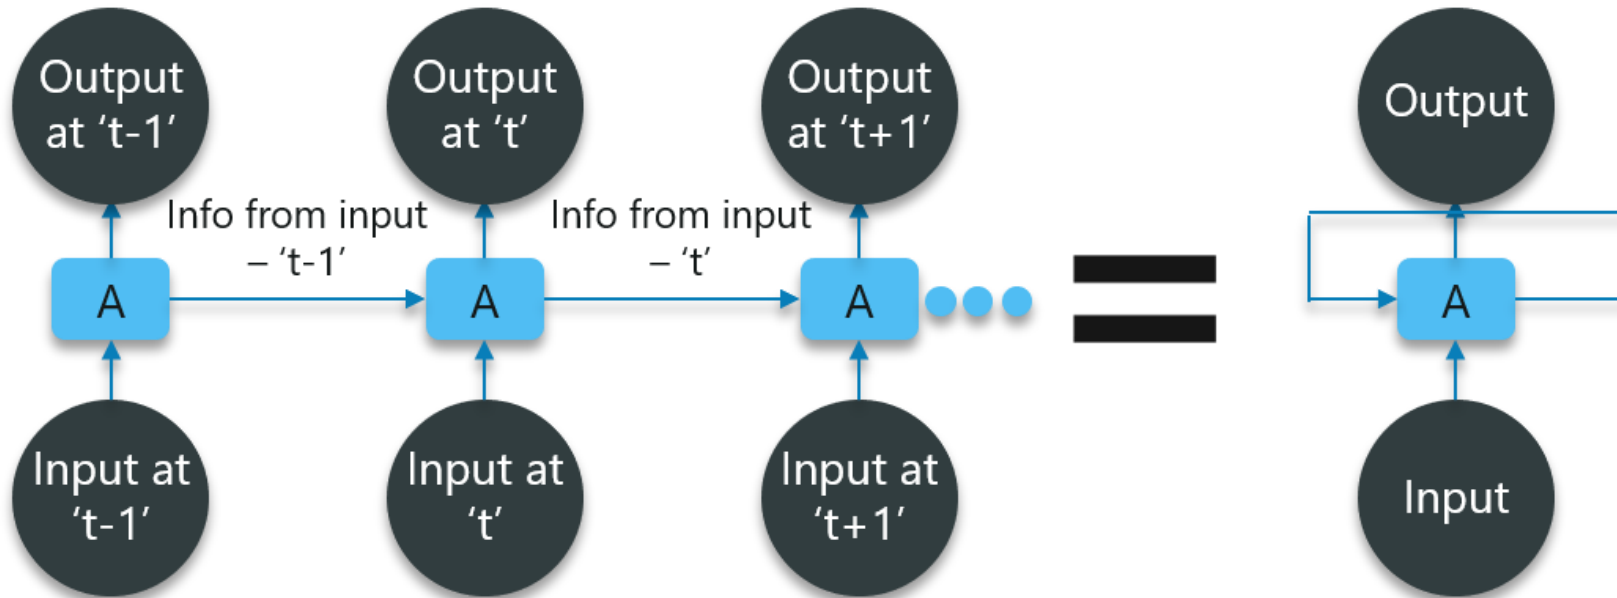 Output
at ‘t-1’
Output
at ‘t’
Output
at ‘t+1’
Output
Info from input
– ‘t-1’
Info from input
– ‘t’
A
A
A
A
Input at
‘t-1’
Input at
‘t’
Input at
‘t+1’
Input